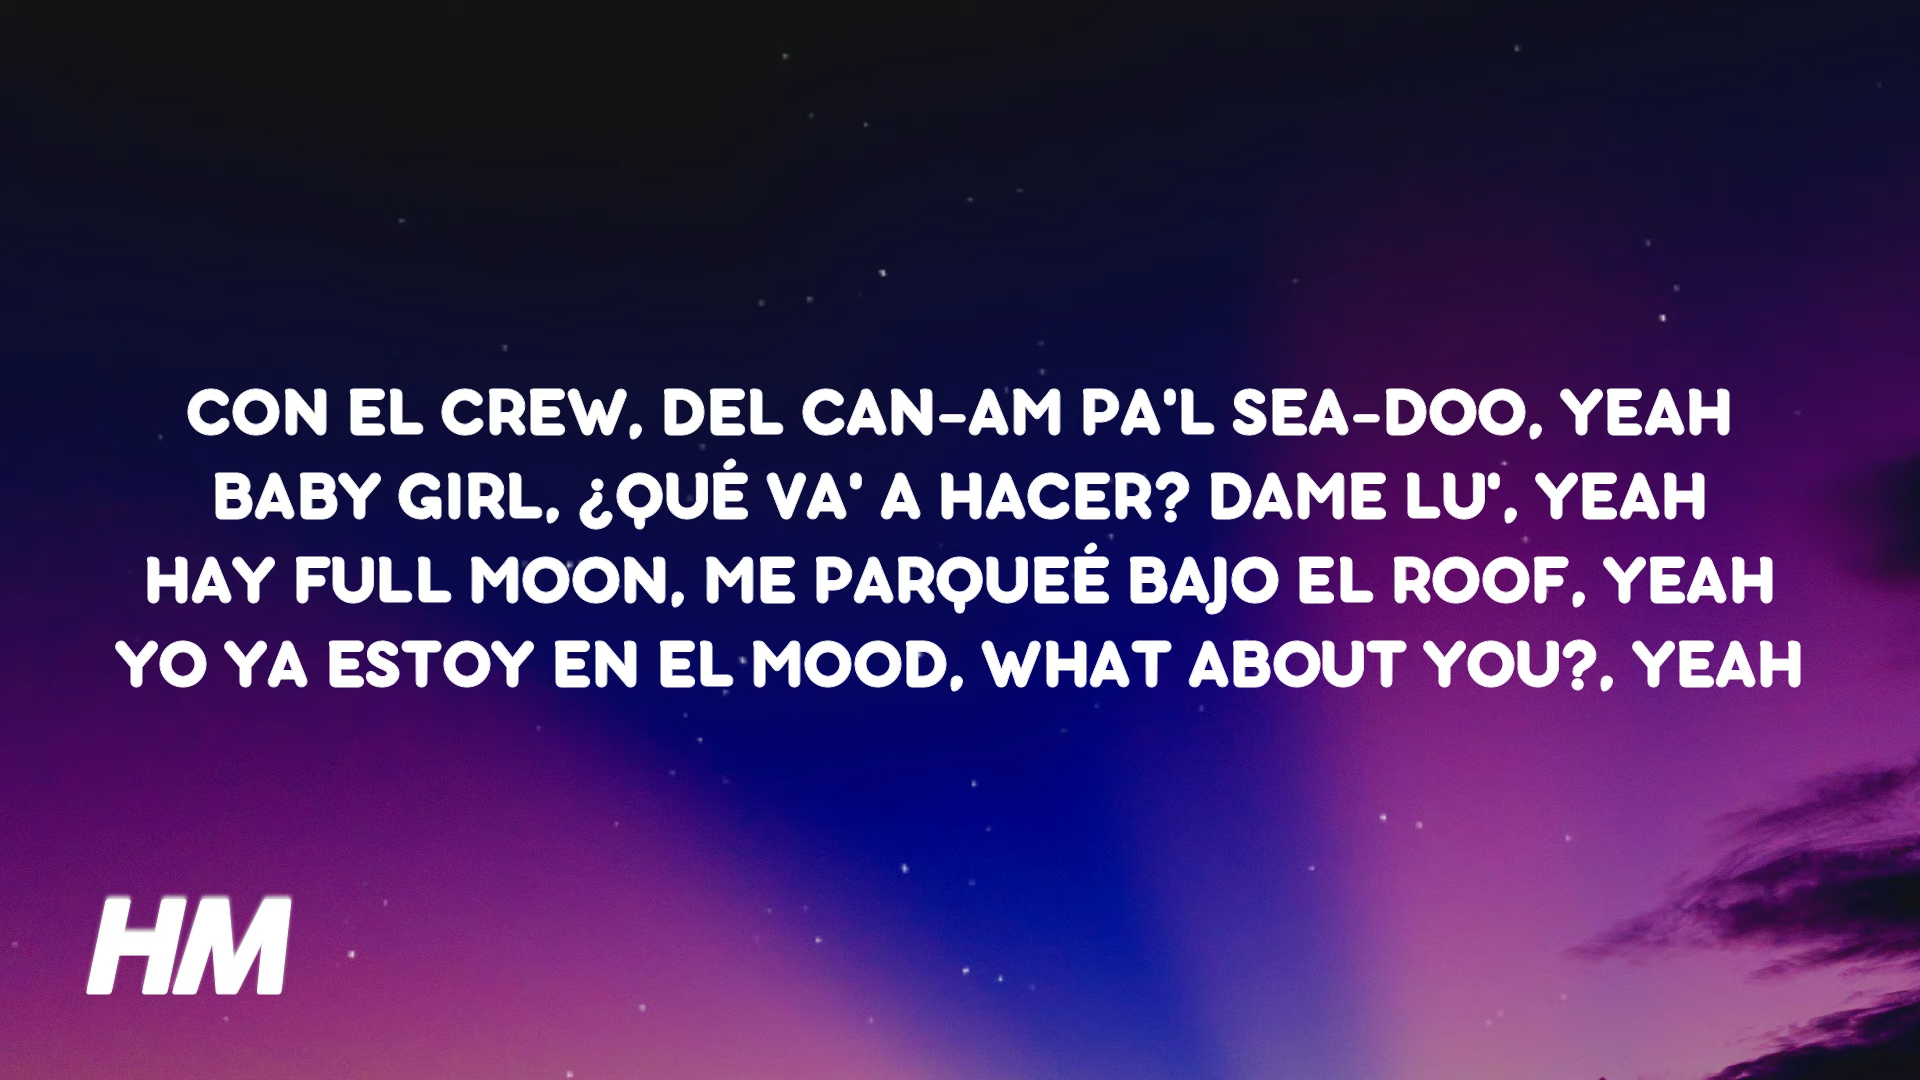 CON EL CREW, DEL CAN-AM PA'L SEA-DOO, YEAH
BABY GIRL, ¿QUÉ VA' A HACER? DAME LU', YEAH
HAY FULL MOON, ME PARQUEÉ BAJO EL ROOF, YEAH
YO YA ESTOY EN EL MOOD, WHAT ABOUT YOU?, YEAH
HM